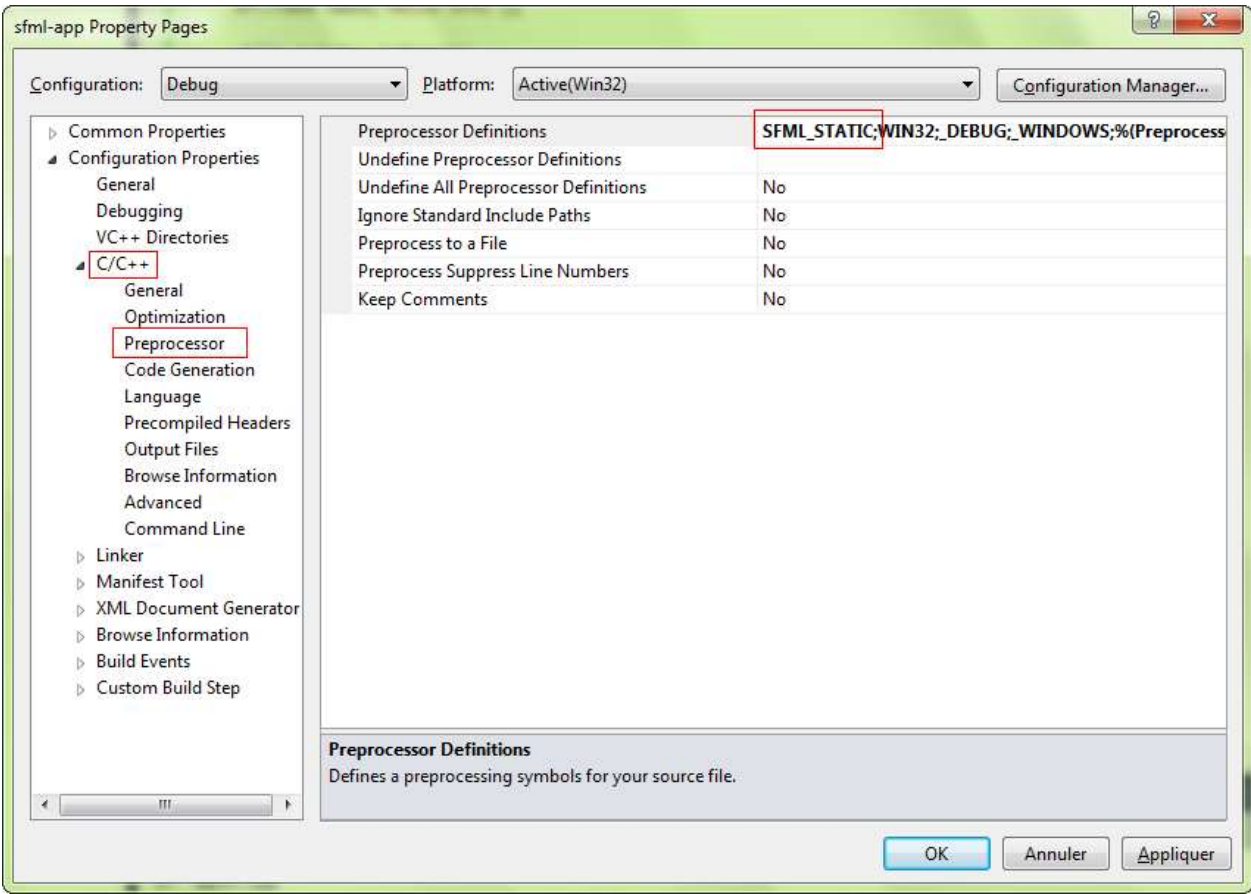 sfml-app Property Pages
Configuration: Debug Platform: Active(Win32) Configuration Manager...
Common Properties
Configuration Properties
General
Debugging
VC++ Directories
C/C++
General
Optimization
Preprocessor
Code Generation
Language
Precompiled Headers
Output Files
Browse Information
Advanced
Command Line
Linker
Manifest Tool
XML Document Generator
Browse Information
Build Events
Custom Build Step
Preprocessor Definitions SFML_STATIC;WIN32;_DEBUG;_WINDOWS;%(Preprocess
Undefine Preprocessor Definitions
Undefine All Preprocessor Definitions No
Ignore Standard Include Paths No
Preprocess to a File No
Preprocess Suppress Line Numbers No
Keep Comments No
Preprocessor Definitions
Defines a preprocessing symbols for your source file.
OK Annuler Appliquer